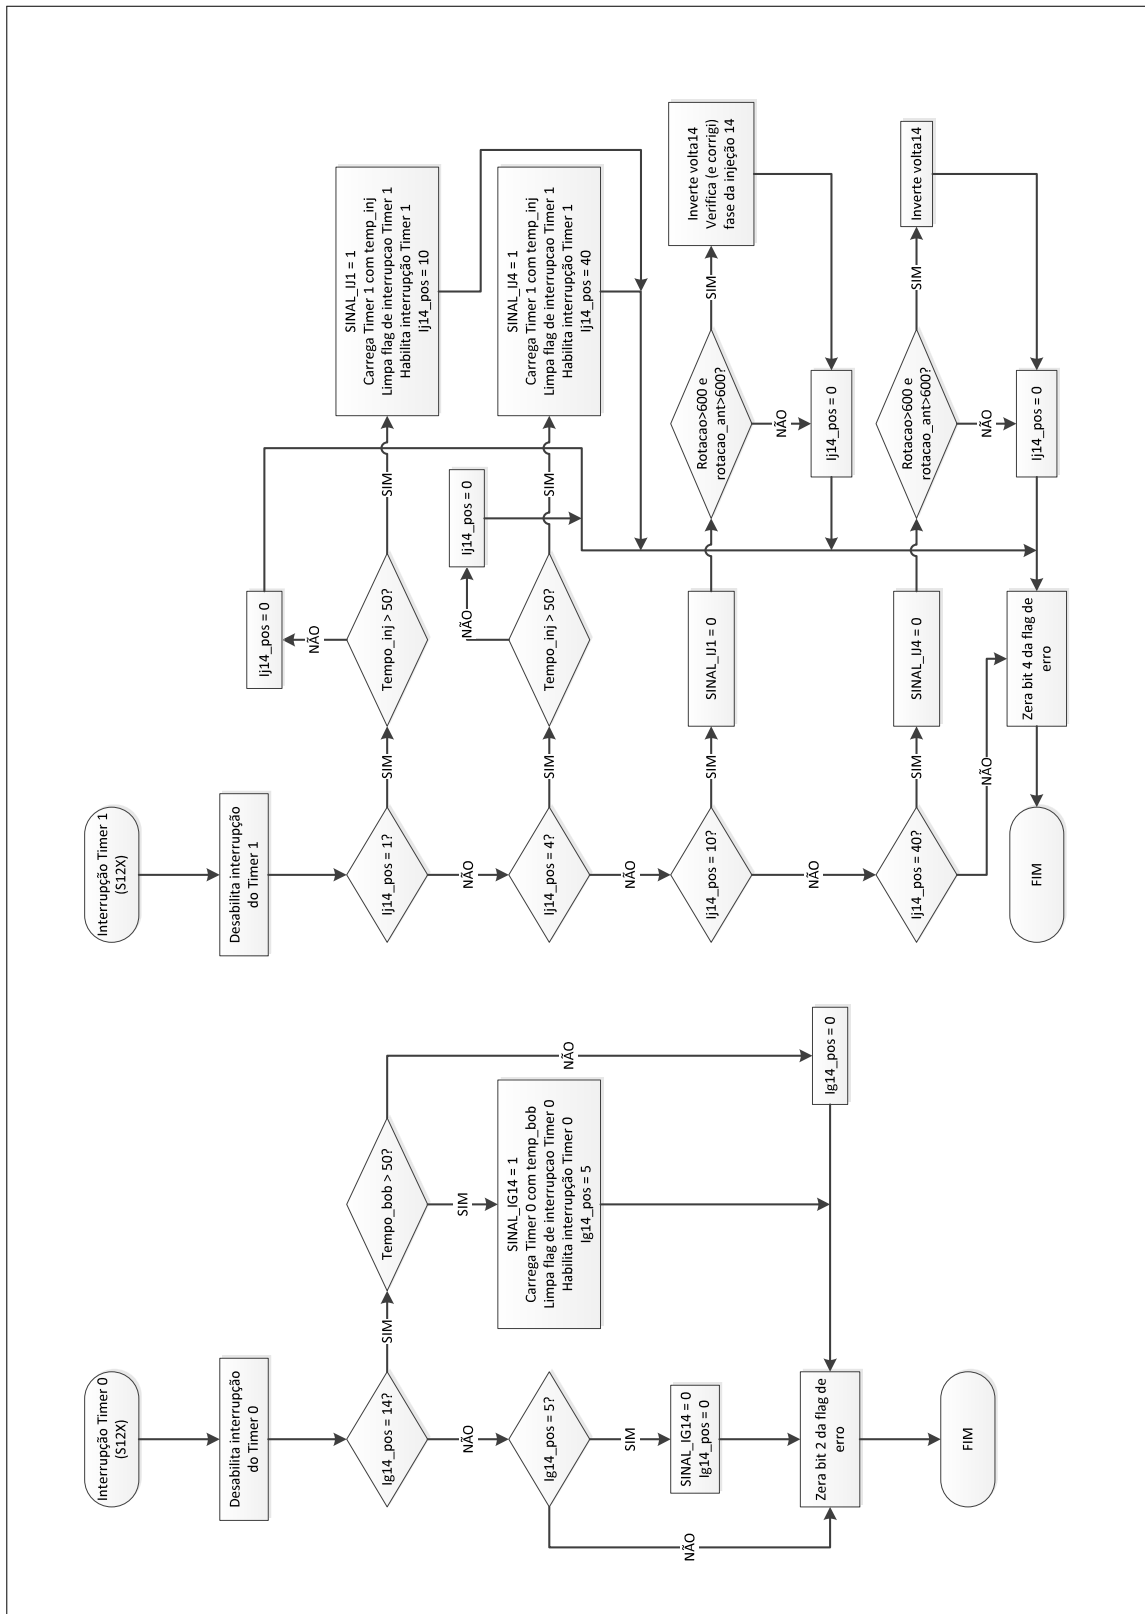 Interrupção Timer 0
(S12X)
Desabilita interrupção
do Timer 0
Ig14_pos = 14?
SIM
NÃO
Tempo_bob > 50?
SIM
NÃO
SINAL_IG14 = 1
Carrega Timer 0 com temp_bob
Limpa flag de interrupcao Timer 0
Habilita interrupção Timer 0
Ig14_pos = 5
Ig14_pos = 5?
SIM
NÃO
SINAL_IG14 = 0
Ig14_pos = 0
Ig14_pos = 0
Zera bit 2 da flag de
erro
FIM
Interrupção Timer 1
(S12X)
Desabilita interrupção
do Timer 1
Ij14_pos = 1?
SIM
NÃO
Tempo_inj > 50?
NÃO
SIM
Ij14_pos = 0
SINAL_IJ1 = 1
Carrega Timer 1 com temp_inj
Limpa flag de interrupcao Timer 1
Habilita interrupção Timer 1
Ij14_pos = 10
Ij14_pos = 4?
SIM
NÃO
Tempo_inj > 50?
NÃO
SIM
Ij14_pos = 0
SINAL_IJ4 = 1
Carrega Timer 1 com temp_inj
Limpa flag de interrupcao Timer 1
Habilita interrupção Timer 1
Ij14_pos = 40
Ij14_pos = 10?
SIM
NÃO
SINAL_IJ1 = 0
Rotacao>600 e
rotacao_ant>600?
SIM
NÃO
Inverte volta14
Verifica (e corrigi)
fase da injeção 14
Ij14_pos = 0
Ij14_pos = 40?
SIM
NÃO
SINAL_IJ4 = 0
Rotacao>600 e
rotacao_ant>600?
SIM
NÃO
Inverte volta14
Ij14_pos = 0
Zera bit 4 da flag de
erro
FIM